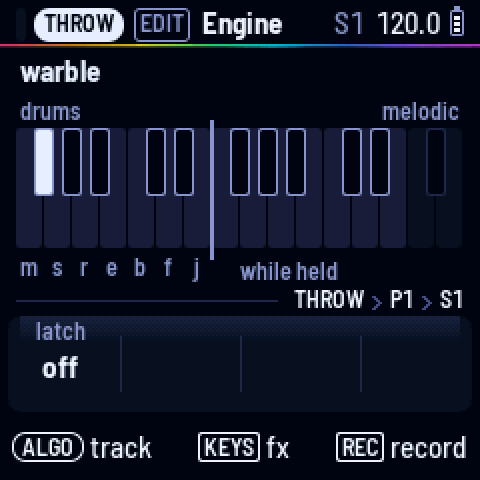 THROW EDIT Engine S1 120.0
warble
drums melodic
m s r e b f j while held
THROW > P1 > S1
latch
off
ALGO track KEYS fx REC record